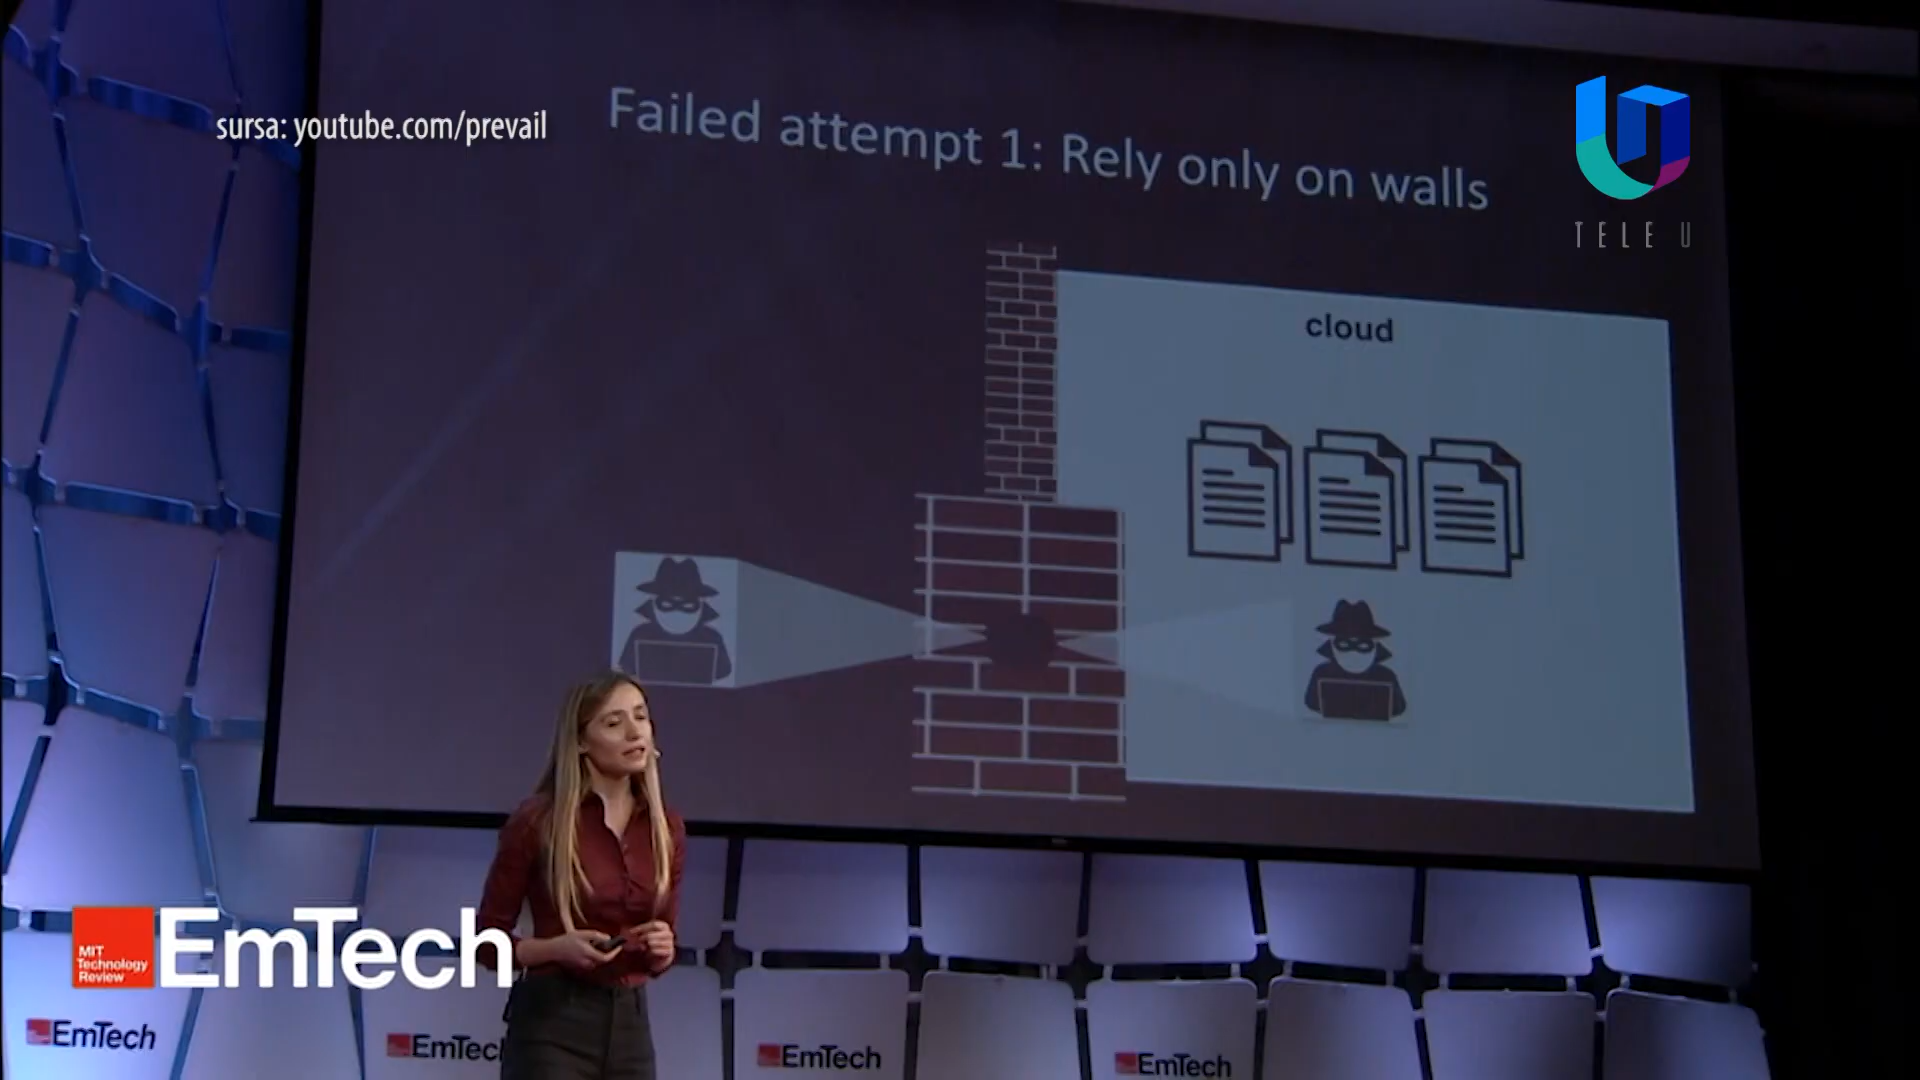 sursa: youtube.com/prevail
Failed attempt 1: Rely only on walls
TELE U
cloud
MIT
Technology
Review
EmTech
EmTech
EmTech
EmTech
EmTech